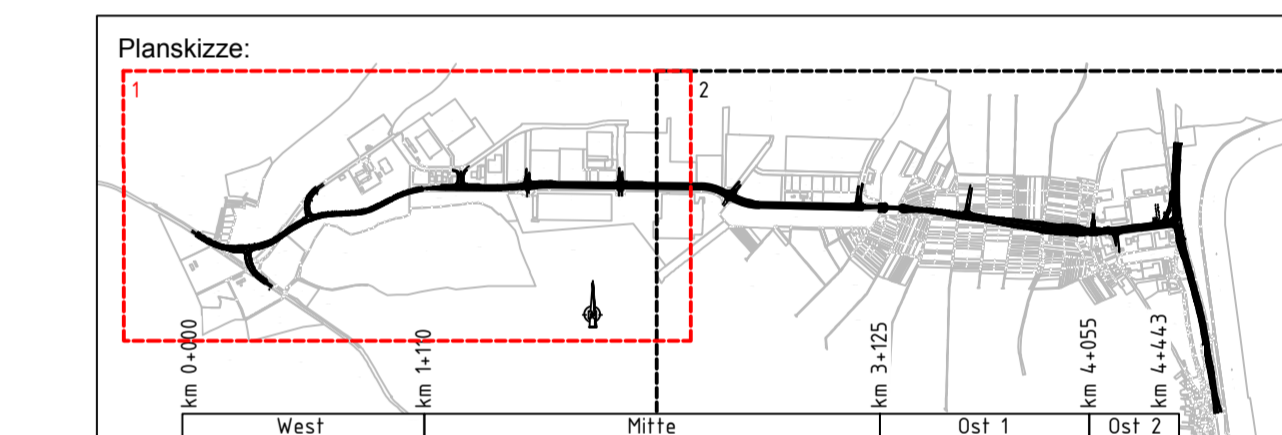 Planskizze:
1
2
km 0+000
km 1+110
km 3+125
km 4+055
km 4+443
West
Mitte
Ost 1
Ost 2